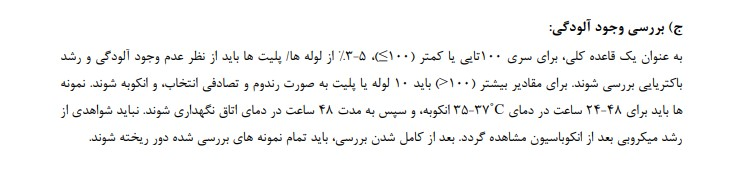 ج) بررسی وجود آلودگی:
به عنوان یک قاعده کلی، برای سری ۱۰۰تایی یا کمتر (۱۰۰≥)، ۵-۳٪ از لوله ها/ پلیت ها باید از نظر عدم وجود آلودگی و رشد
باکتریایی بررسی شوند. برای مقادیر بیشتر (۱۰۰<) باید ۱۰ لوله یا پلیت به صورت رندوم و تصادفی انتخاب، و انکوبه شوند. نمونه
ها باید برای ۴۸-۲۴ ساعت در دمای ۳۷˚C-۳۵ انکوبه، و سپس به مدت ۴۸ ساعت در دمای اتاق نگهداری شوند. نباید شواهدی از
رشد میکروبی بعد از انکوباسیون مشاهده گردد. بعد از کامل شدن بررسی، باید تمام نمونه های بررسی شده دور ریخته شوند.